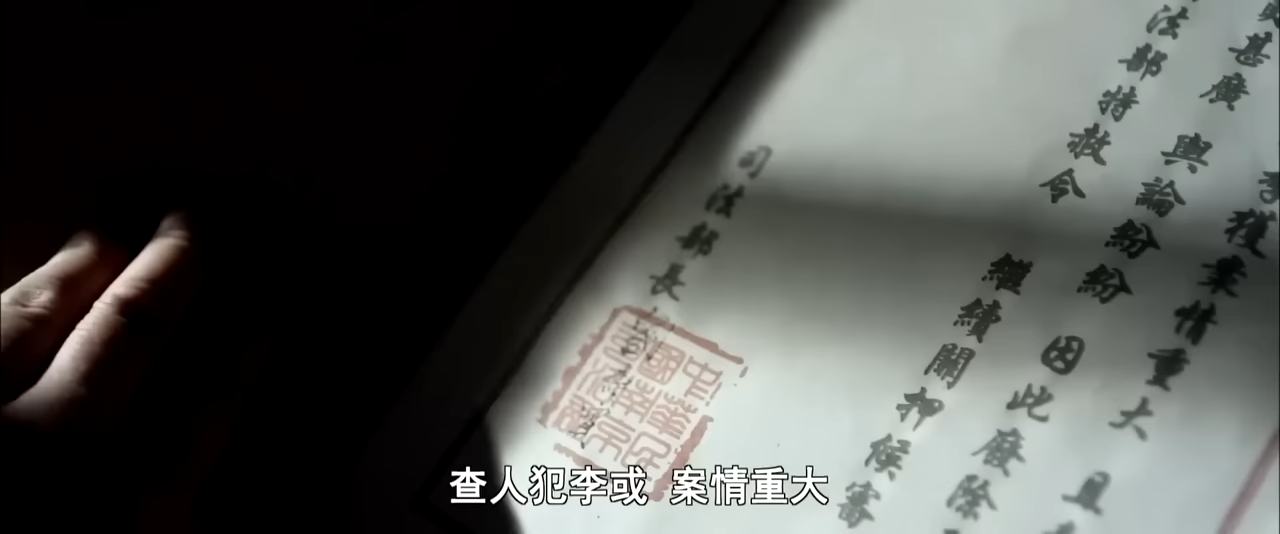 獲案情重大
甚廣 輿論紛紛 因此廢除
法部特赦令 繼續關押候審
司法部長
查人犯李或 案情重大